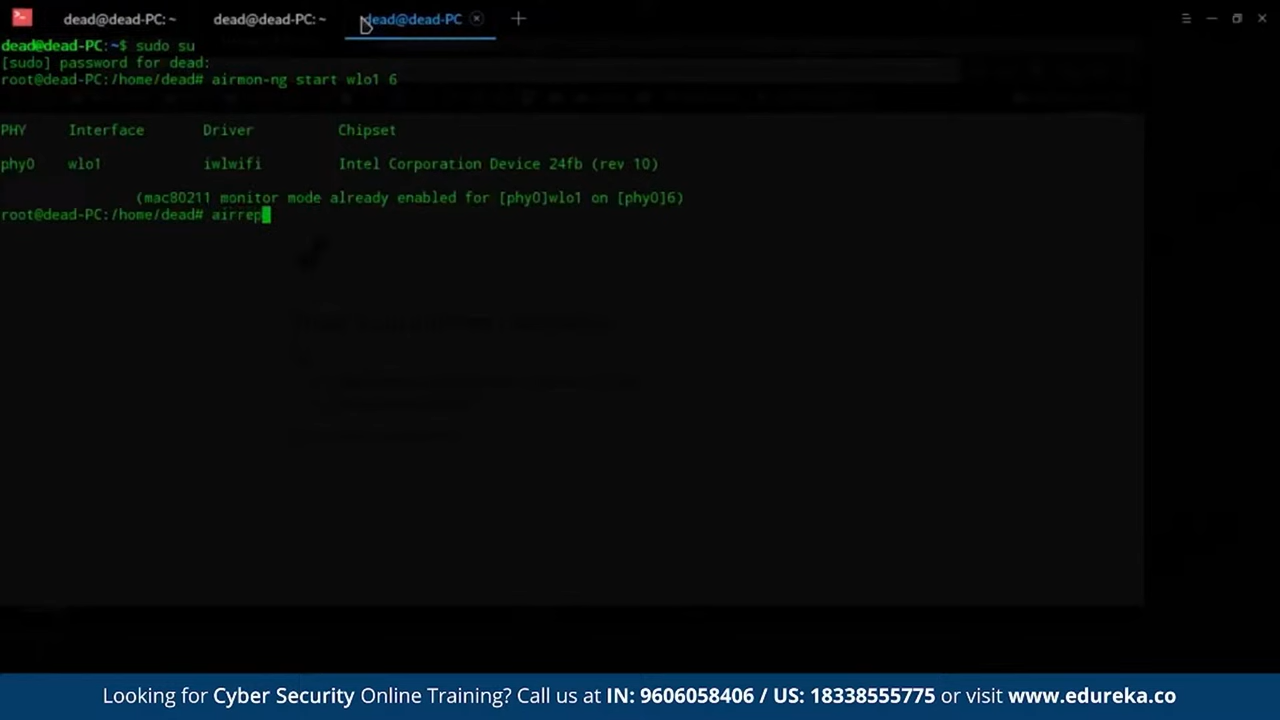 dead@dead-PC: ~ dead@dead-PC: ~ dead@dead-PC
dead@dead-PC:~$ sudo su
[sudo] password for dead:
root@dead-PC:/home/dead# airmon-ng start wlo1 6
PHY Interface Driver Chipset
phy0 wlo1 iwlwifi Intel Corporation Device 24fb (rev 10)
(mac80211 monitor mode already enabled for [phy0]wlo1 on [phy0]6)
root@dead-PC:/home/dead# airrep
Looking for Cyber Security Online Training? Call us at IN: 9606058406 / US: 18338555775 or visit www.edureka.co